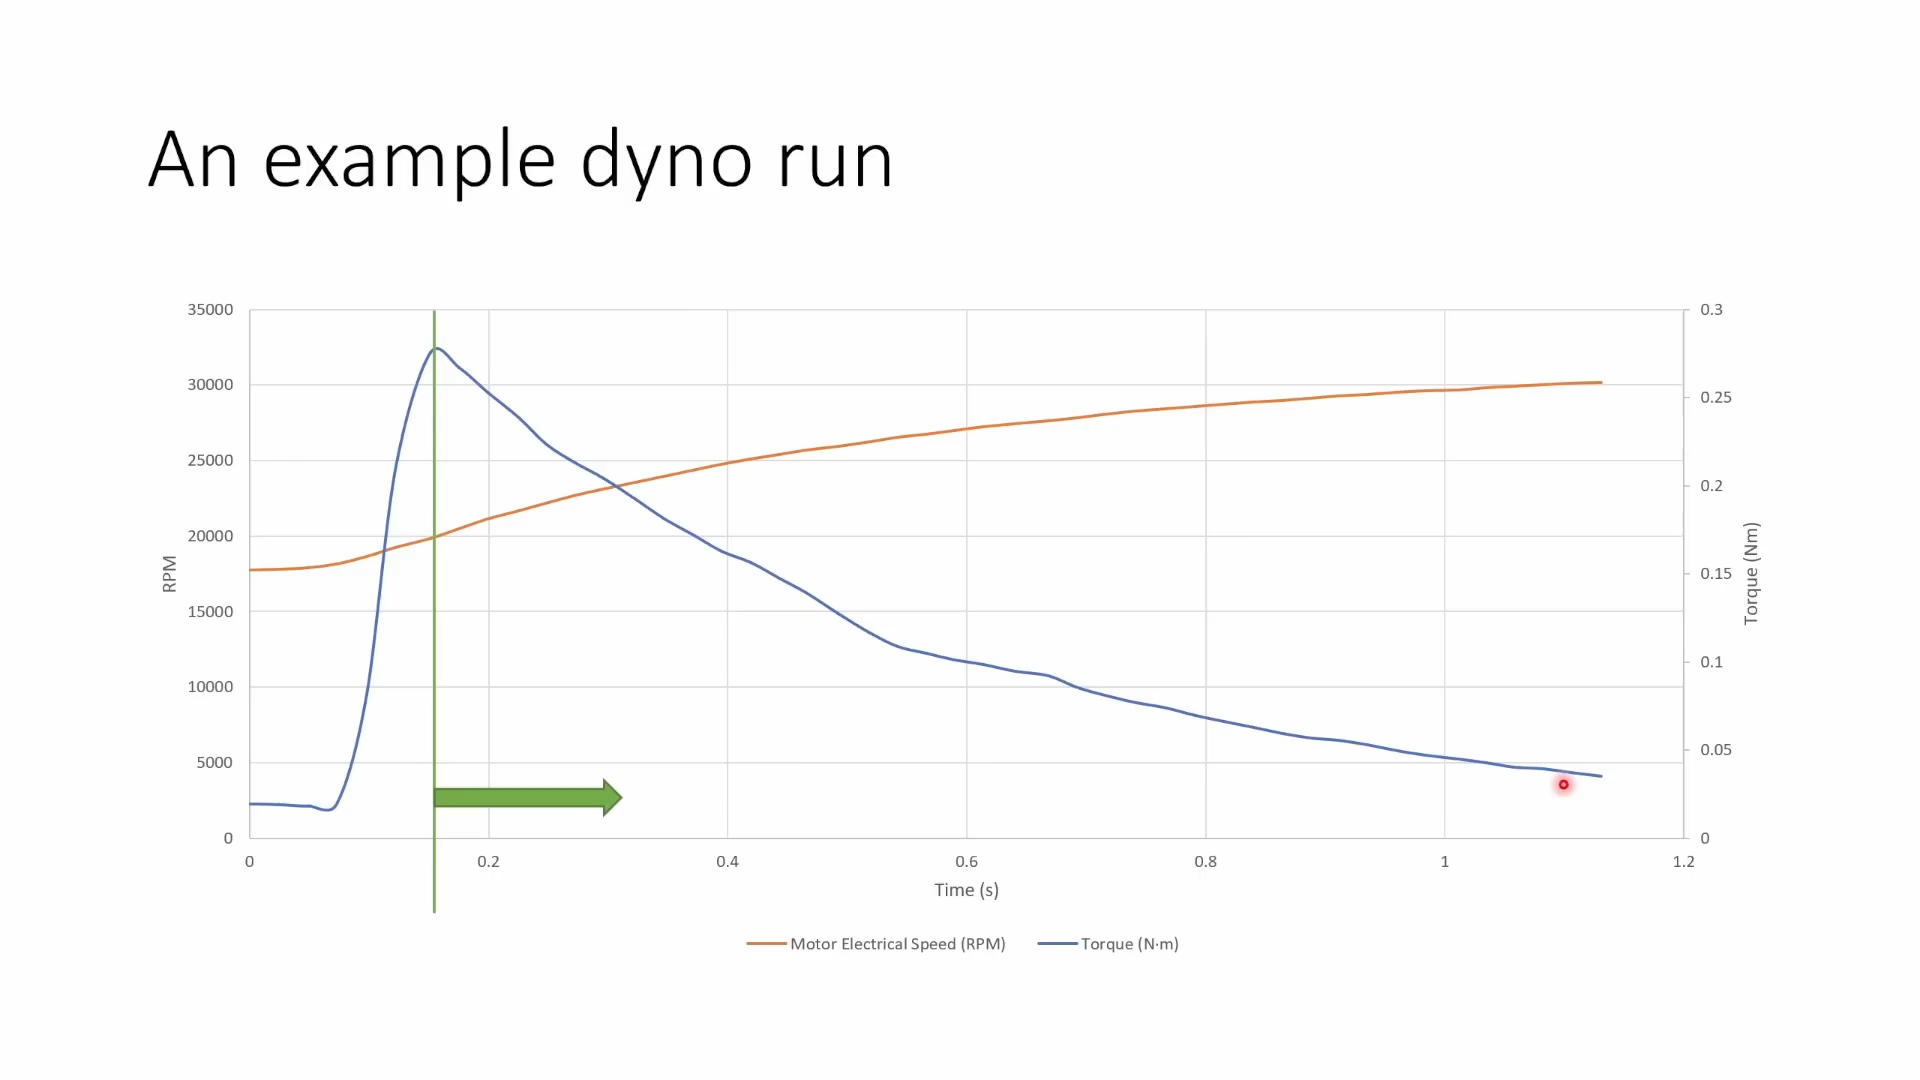 An example dyno run
35000
30000
25000
20000
15000
10000
5000
0
RPM
0.3
0.25
0.2
0.15
0.1
0.05
0
Torque (Nm)
0 0.2 0.4 0.6 0.8 1 1.2
Time (s)
Motor Electrical Speed (RPM) Torque (N·m)